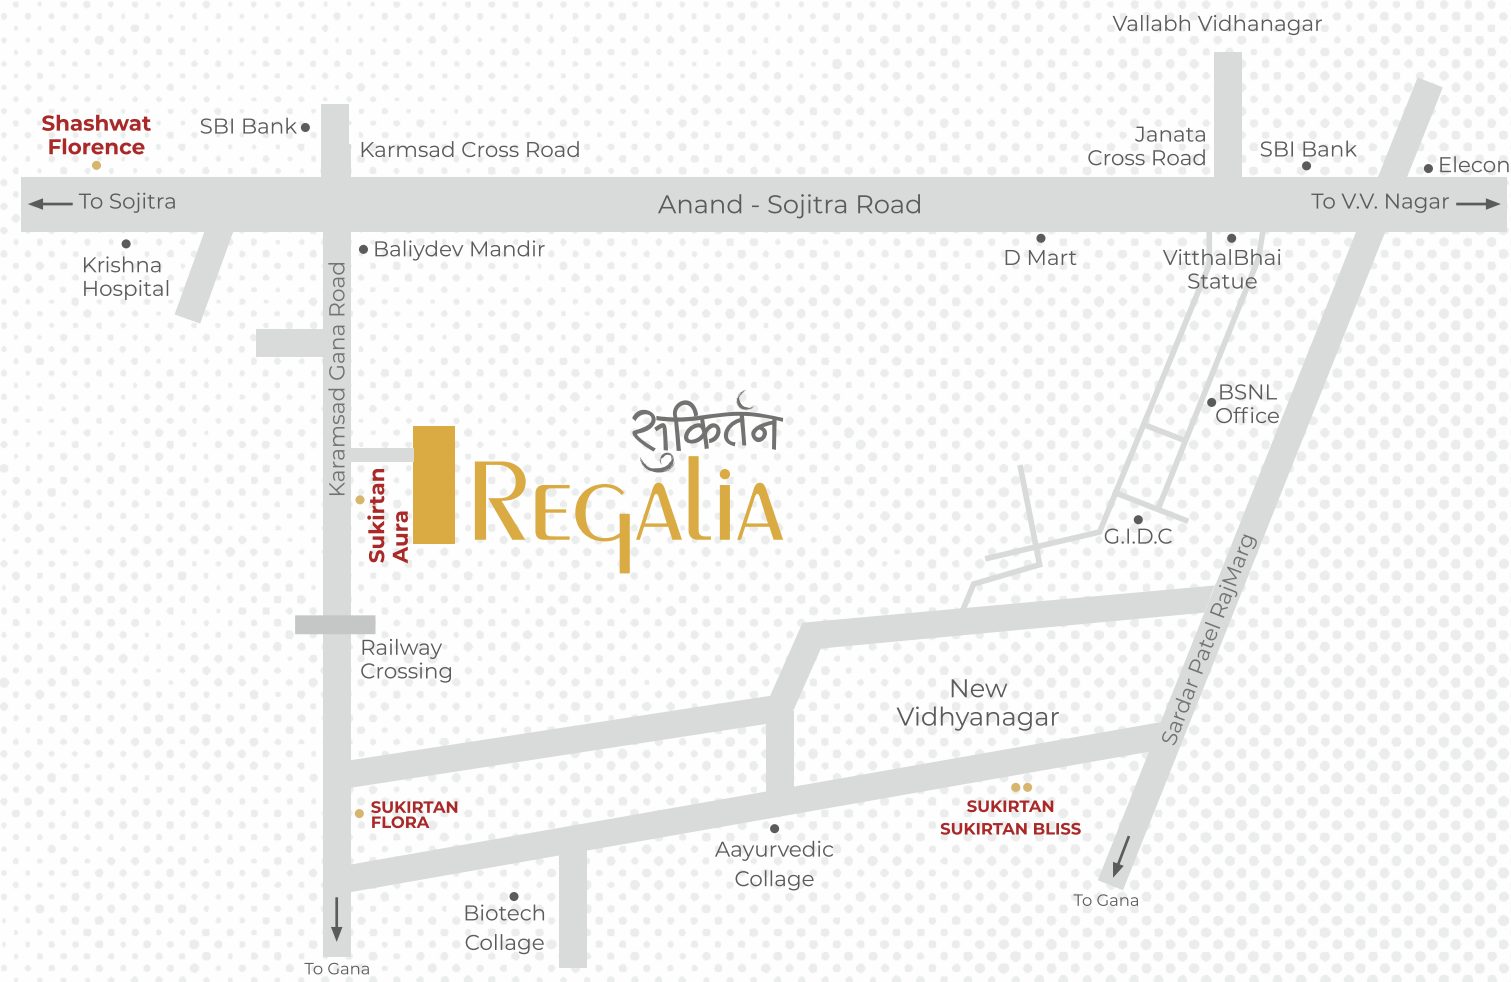 Vallabh Vidhanagar
Shashwat
Florence
SBI Bank
Karmsad Cross Road
Janata
Cross Road
SBI Bank
Elecon
To Sojitra
Anand - Sojitra Road
To V.V. Nagar
Krishna
Hospital
Baliydev Mandir
D Mart
VitthalBhai
Statue
Karamsad Gana Road
BSNL
Office
सुकिर्तन
REGALIA
Sukirtan
Aura
G.I.D.C
Sardar Patel RajMarg
Railway
Crossing
New
Vidhyanagar
SUKIRTAN
FLORA
SUKIRTAN
SUKIRTAN BLISS
Aayurvedic
Collage
Biotech
Collage
To Gana
To Gana